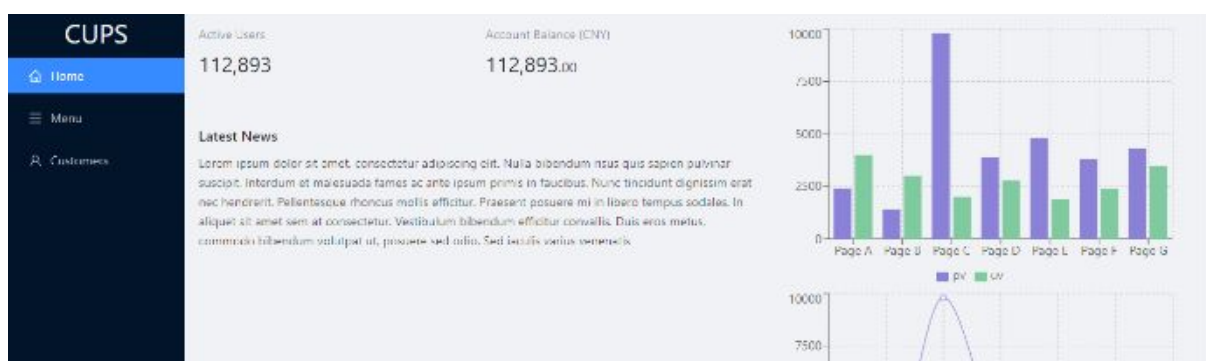 CUPS
Home
Menu
Customers
Active Users
112,893
Account Balance (CNY)
112,893.00
Latest News
Lorem ipsum dolor sit amet, consectetur adipiscing elit. Nulla bibendum risus quis sapien pulvinar
suscipit. Interdum et malesuada fames ac ante ipsum primis in faucibus. Nunc tincidunt dignissim erat
nec hendrerit. Pellentesque rhoncus mollis efficitur. Praesent posuere mi in libero tempus sodales. In
aliquet sit amet sem at consectetur. Vestibulum bibendum efficitur convallis. Duis eros metus,
commodo bibendum volutpat ut, posuere sed odio. Sed iaculis varius venenatis
10000
7500
5000
2500
0
Page A Page B Page C Page D Page E Page F Page G
pv uv
10000
7500